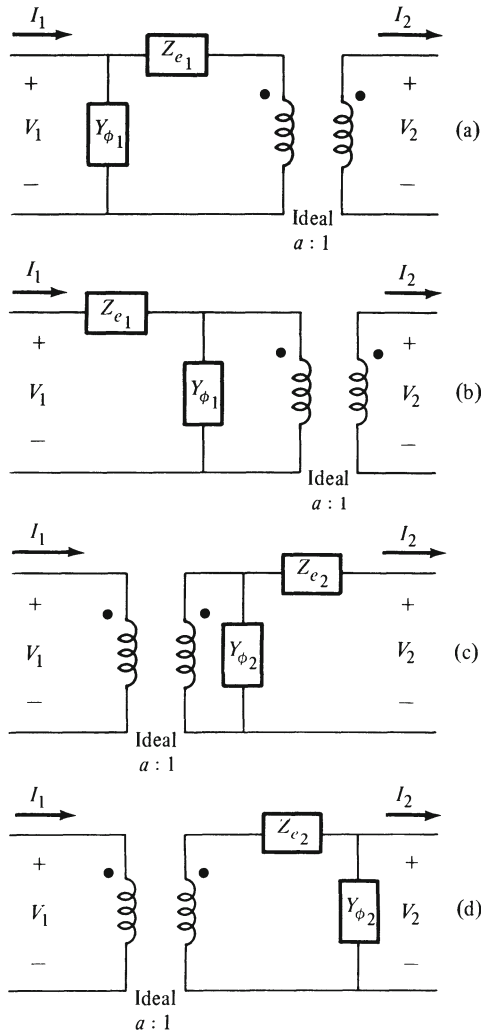 I₁ I₂
Zₑ₁
+ +
V₁ Yϕ₁ V₂ (a)
− −
Ideal
a : 1
I₁ I₂
Zₑ₁
+ +
V₁ Yϕ₁ V₂ (b)
− −
Ideal
a : 1
I₁ I₂
Zₑ₂
+ +
V₁ Yϕ₂ V₂ (c)
− −
Ideal
a : 1
I₁ I₂
Zₑ₂
+ +
V₁ Yϕ₂ V₂ (d)
− −
Ideal
a : 1